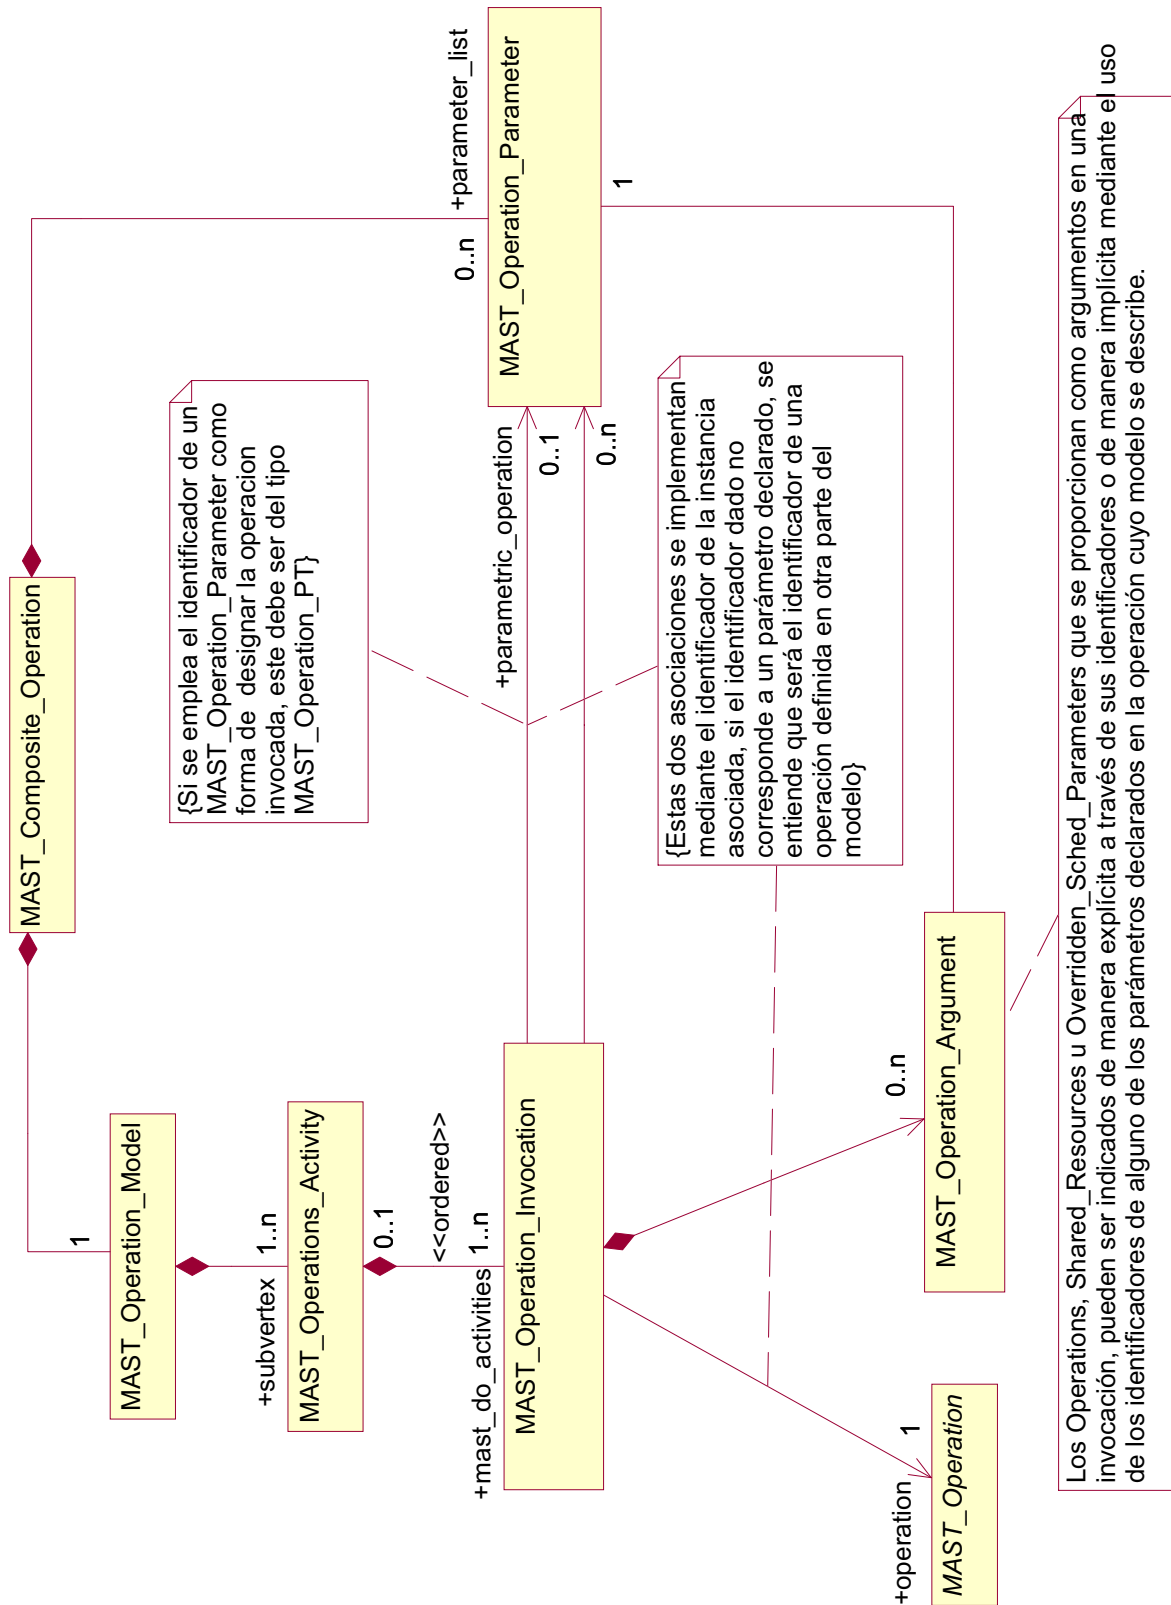 MAST_Composite_Operation
1
MAST_Operation_Model
+subvertex
1..n
MAST_Operations_Activity
0..1
<<ordered>>
+mast_do_activities
1..n
MAST_Operation_Invocation
{Si se emplea el identificador de un
MAST_Operation_Parameter como
forma de  designar la operacion
invocada, este debe ser del tipo
MAST_Operation_PT}
0..n
+parameter_list
MAST_Operation_Parameter
+parametric_operation
0..1
0..n
1
{Estas dos asociaciones se implementan
mediante el identificador de la instancia
asociada, si el identificador dado no
corresponde a un parámetro declarado, se
entiende que será el identificador de una
operación definida en otra parte del
modelo}
+operation
1
MAST_Operation
0..n
MAST_Operation_Argument
Los Operations, Shared_Resources u Overridden_Sched_Parameters que se proporcionan como argumentos en una
invocación, pueden ser indicados de manera explícita a través de sus identificadores o de manera implícita mediante el uso
de los identificadores de alguno de los parámetros declarados en la operación cuyo modelo se describe.